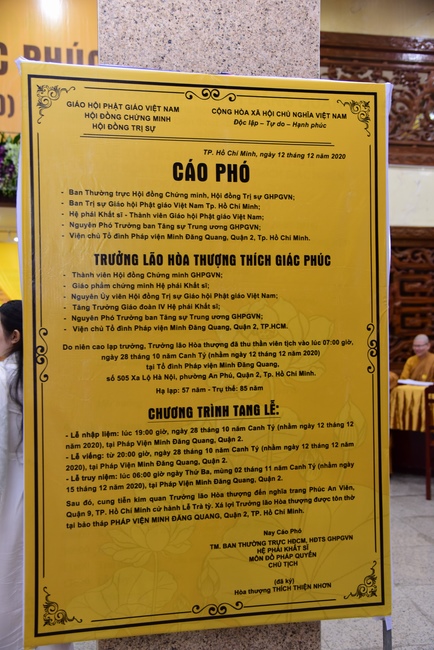 C PHÚC
0)
GIÁO HỘI PHẬT GIÁO VIỆT NAM
HỘI ĐỒNG CHỨNG MINH
HỘI ĐỒNG TRỊ SỰ
CỘNG HÒA XÃ HỘI CHỦ NGHĨA VIỆT NAM
Độc lập – Tự do – Hạnh phúc
TP. Hồ Chí Minh, ngày 12 tháng 12 năm 2020
CÁO PHÓ
- Ban Thường trực Hội đồng Chứng minh, Hội đồng Trị sự GHPGVN;
- Ban Trị sự Giáo hội Phật giáo Việt Nam Tp. Hồ Chí Minh;
- Hệ phái Khất sĩ - Thành viên Giáo hội Phật giáo Việt Nam;
- Nguyên Phó Trưởng ban Tăng sự Trung ương GHPGVN;
- Viện chủ Tổ đình Pháp viện Minh Đăng Quang, Quận 2, Tp. Hồ Chí Minh.
TRƯỞNG LÃO HÒA THƯỢNG THÍCH GIÁC PHÚC
- Thành viên Hội đồng Chứng minh GHPGVN;
- Giáo phẩm chứng minh Hệ phái Khất sĩ;
- Nguyên Ủy viên Hội đồng Trị sự Giáo hội Phật giáo Việt Nam;
- Tăng Trưởng Giáo đoàn IV Hệ phái Khất sĩ;
- Nguyên Phó Trưởng ban Tăng sự Trung ương GHPGVN;
- Viện chủ Tổ đình Pháp viện Minh Đăng Quang, Quận 2, TP.HCM.
Do niên cao lạp trưởng, Trưởng lão Hòa thượng đã thu thần viên tịch vào lúc 07:00 giờ,
ngày 28 tháng 10 năm Canh Tý (nhằm ngày 12 tháng 12 năm 2020)
tại Tổ đình Pháp viện Minh Đăng Quang,
số 505 Xa Lộ Hà Nội, phường An Phú, Quận 2, Tp. Hồ Chí Minh.
Hạ lạp: 57 năm - Trụ thế: 85 năm
CHƯƠNG TRÌNH TANG LỄ:
- Lễ nhập liệm: lúc 19:00 giờ, ngày 28 tháng 10 năm Canh Tý (nhằm ngày 12 tháng 12
năm 2020), tại Pháp Viện Minh Đăng Quang, Quận 2.
- Lễ viếng: từ 20:00 giờ, ngày 28 tháng 10 năm Canh Tý (nhằm ngày 12 tháng 12 năm
2020), tại Pháp Viện Minh Đăng Quang, Quận 2.
- Lễ truy niệm: lúc 06:00 giờ ngày Thứ Ba, mùng 02 tháng 11 năm Canh Tý (nhằm ngày
15 tháng 12 năm 2020), tại Pháp Viện Minh Đăng Quang, Quận 2.
Sau đó, cung tiễn kim quan Trưởng lão Hòa thượng đến nghĩa trang Phúc An Viên,
Quận 9, TP. Hồ Chí Minh cử hành Lễ Trà tỳ. Xá lợi Trưởng lão Hòa thượng được tôn thờ
tại bảo tháp PHÁP VIỆN MINH ĐĂNG QUANG, Quận 2, TP. Hồ Chí Minh.
Nay Cáo Phó
TM. BAN THƯỜNG TRỰC HĐCM, HĐTS GHPGVN
HỆ PHÁI KHẤT SĨ
MÔN ĐỒ PHÁP QUYẾN
CHỦ TỊCH
(đã ký)
Hòa thượng THÍCH THIỆN NHƠN